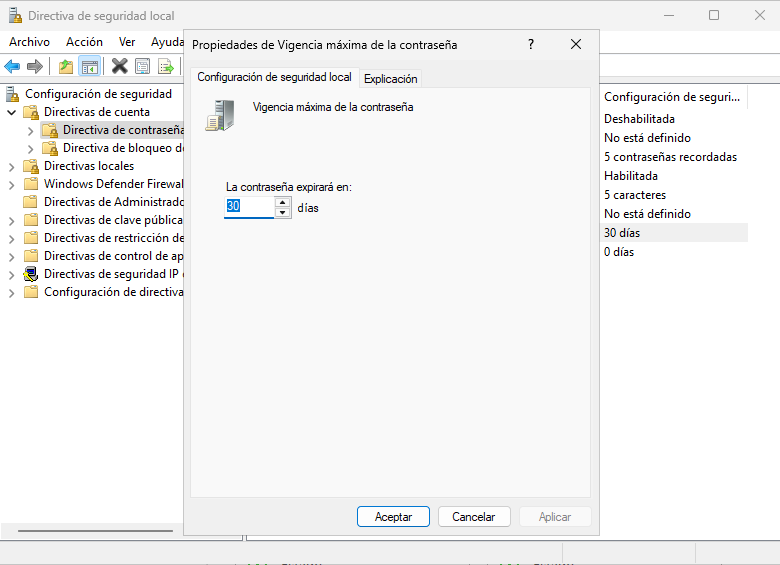 Directiva de seguridad local
Archivo Acción Ver Ayuda
Propiedades de Vigencia máxima de la contraseña
?
Configuración de seguridad local
Explicación
Vigencia máxima de la contraseña
La contraseña expirará en:
30 días
Aceptar
Cancelar
Aplicar
Configuración de seguridad
Directivas de cuenta
Directiva de contraseña
Directiva de bloqueo de
Directivas locales
Windows Defender Firewal
Directivas de Administrado
Directivas de clave pública
Directivas de restricción de
Directivas de control de ap
Directivas de seguridad IP
Configuración de directiva
Configuración de seguri...
Deshabilitada
No está definido
5 contraseñas recordadas
Habilitada
5 caracteres
No está definido
30 días
0 días